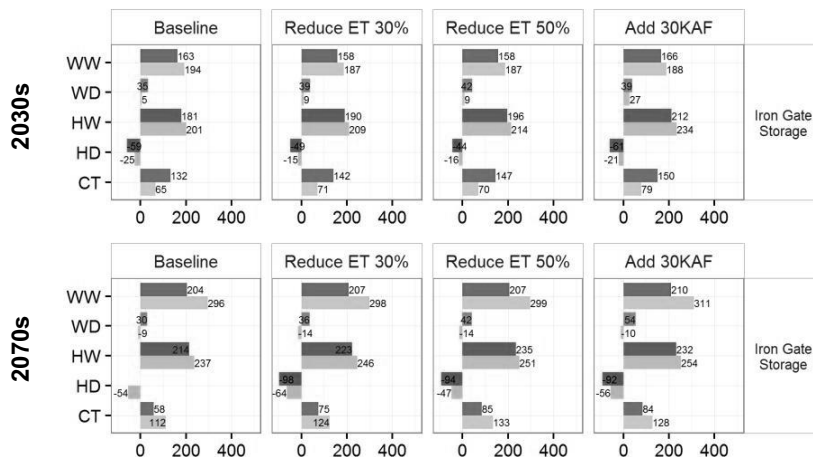 Baseline Reduce ET 30% Reduce ET 50% Add 30KAF
2030s
WW 163 158 158 166
194 187 187 188
WD 35 39 42 39
5 9 9 27
HW 181 190 196 212
201 209 214 234
HD -59 -49 -44 -61
-25 -15 -16 -21
CT 132 142 147 150
65 71 70 79
0 200 400 0 200 400 0 200 400 0 200 400
Iron Gate
Storage
Baseline Reduce ET 30% Reduce ET 50% Add 30KAF
2070s
WW 204 207 207 210
296 298 299 311
WD 30 36 42 54
-9 -14 -14 -10
HW 214 223 235 232
237 246 251 254
HD -98 -94 -92
-54 -64 -47 -56
CT 58 75 85 84
112 124 133 128
0 200 400 0 200 400 0 200 400 0 200 400
Iron Gate
Storage